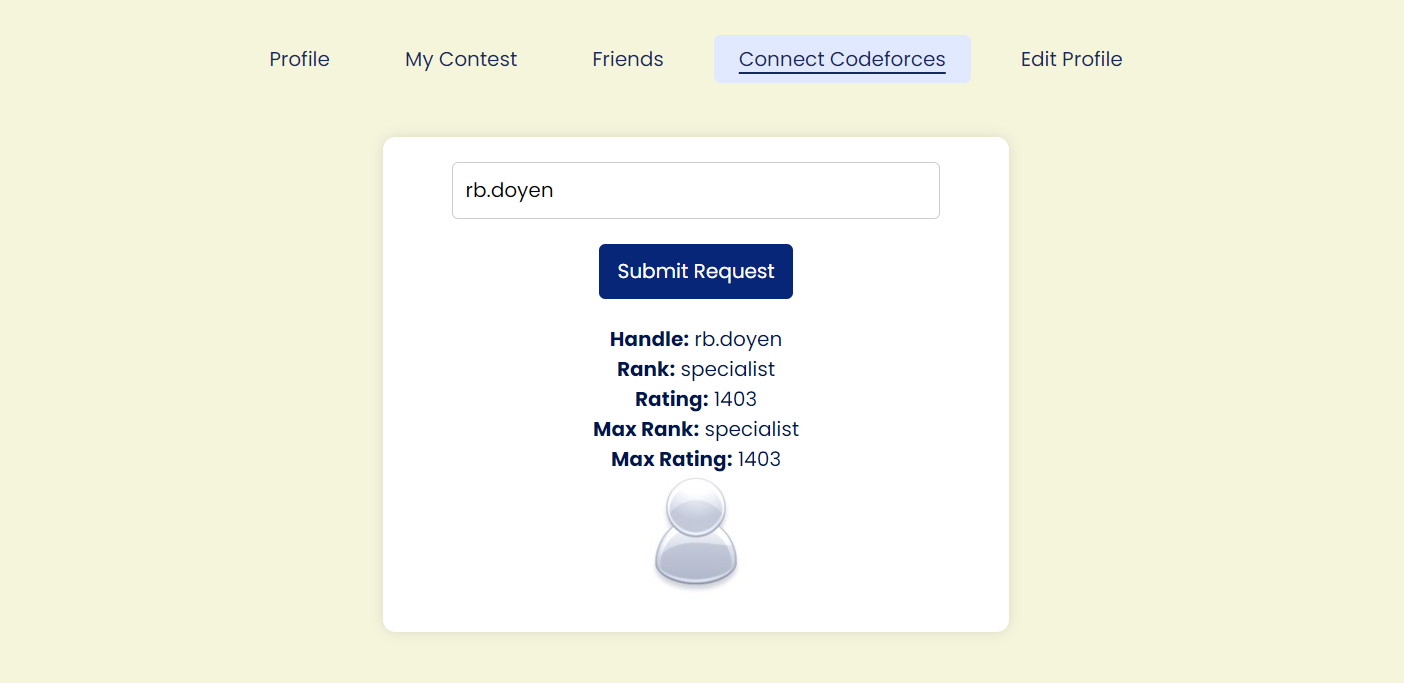 Profile My Contest Friends Connect Codeforces Edit Profile
rb.doyen
Submit Request
Handle: rb.doyen
Rank: specialist
Rating: 1403
Max Rank: specialist
Max Rating: 1403